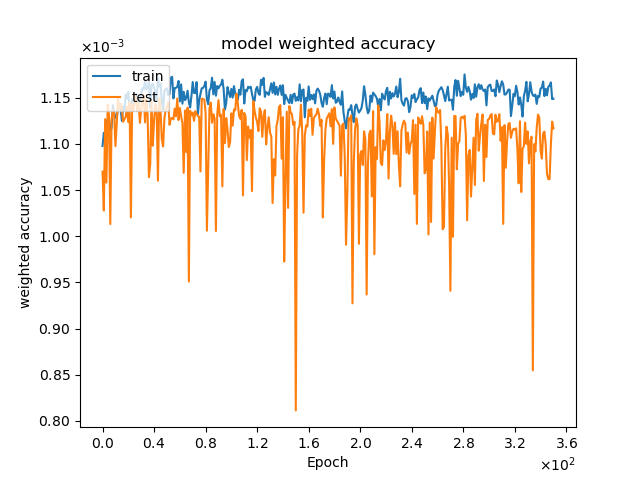 ×10⁻³
model weighted accuracy
train
test
1.15
1.10
1.05
1.00
0.95
0.90
0.85
0.80
weighted accuracy
0.0 0.4 0.8 1.2 1.6 2.0 2.4 2.8 3.2 3.6
Epoch
×10²